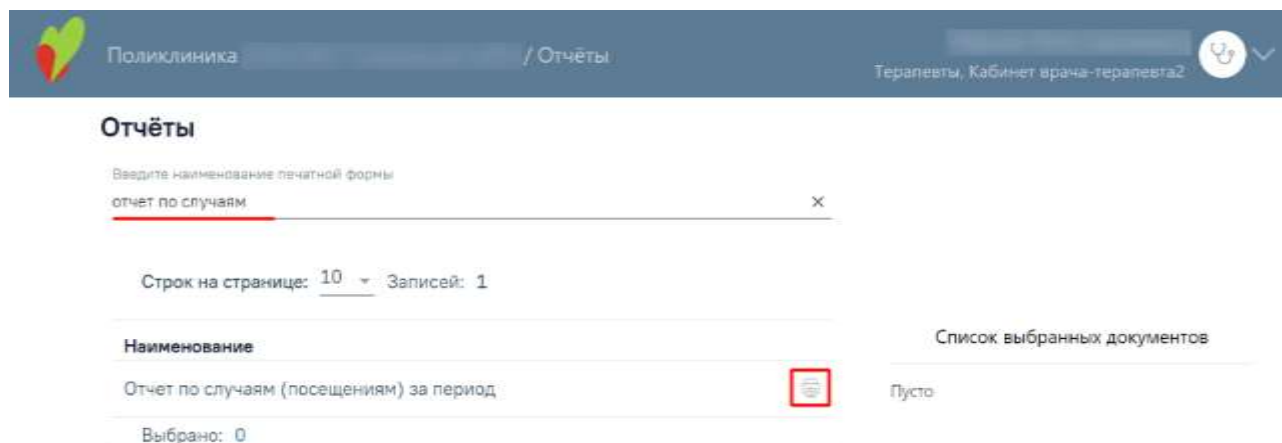 Поликлиника / Отчёты
Терапевты, Кабинет врача-терапевта2
Отчёты
Введите наименование печатной формы
отчет по случаям
Строк на странице: 10 Записей: 1
Наименование
Отчет по случаям (посещениям) за период
Выбрано: 0
Список выбранных документов
Пусто